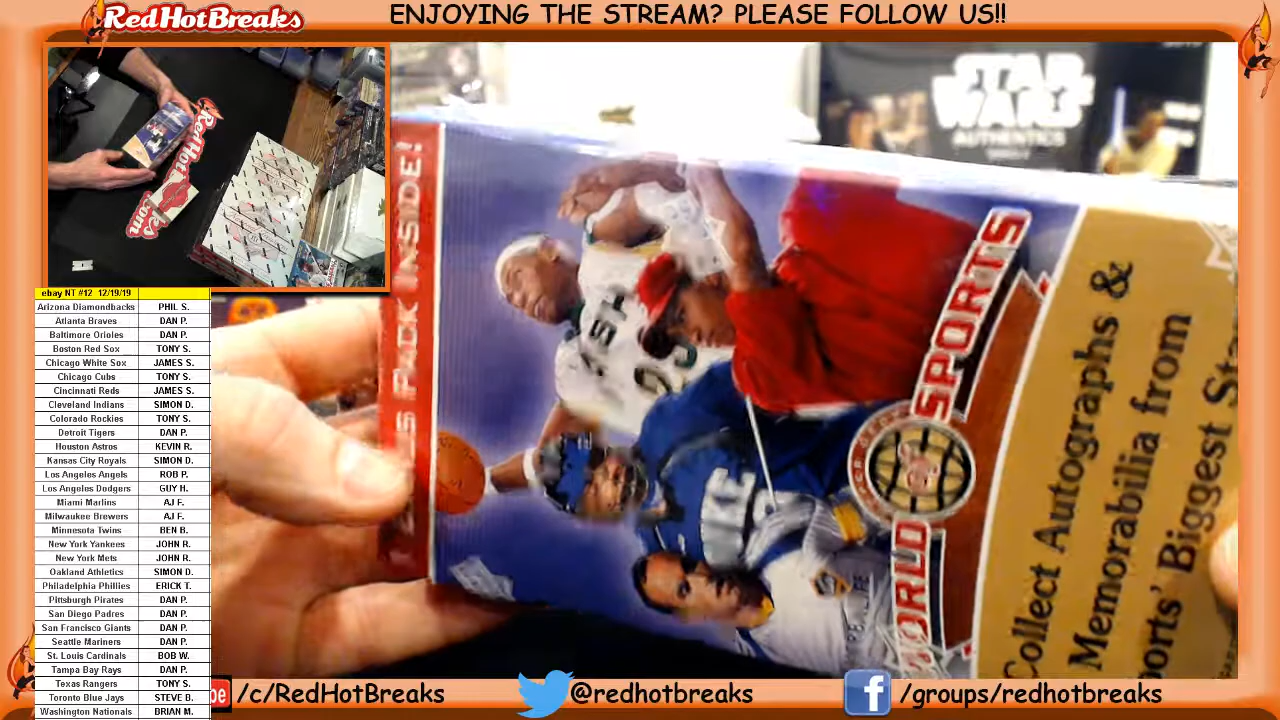 RedHotBreaks
ENJOYING THE STREAM? PLEASE FOLLOW US!!
STAR
WARS
AUTHENTICS
PACK INSIDE!
WORLD OF SPORTS
Collect Autographs &
Memorabilia from
Sports' Biggest
ebay NT #12 12/19/19
Arizona Diamondbacks PHIL S.
Atlanta Braves DAN P.
Baltimore Orioles DAN P.
Boston Red Sox TONY S.
Chicago White Sox JAMES S.
Chicago Cubs TONY S.
Cincinnati Reds JAMES S.
Cleveland Indians SIMON D.
Colorado Rockies TONY S.
Detroit Tigers DAN P.
Houston Astros KEVIN R.
Kansas City Royals SIMON D.
Los Angeles Angels ROB P.
Los Angeles Dodgers GUY H.
Miami Marlins AJ F.
Milwaukee Brewers AJ F.
Minnesota Twins BEN B.
New York Yankees JOHN R.
New York Mets JOHN R.
Oakland Athletics SIMON D.
Philadelphia Phillies ERICK T.
Pittsburgh Pirates DAN P.
San Diego Padres DAN P.
San Francisco Giants DAN P.
Seattle Mariners DAN P.
St. Louis Cardinals BOB W.
Tampa Bay Rays DAN P.
Texas Rangers TONY S.
Toronto Blue Jays STEVE B.
Washington Nationals BRIAN M.
/c/RedHotBreaks
@redhotbreaks
/groups/redhotbreaks